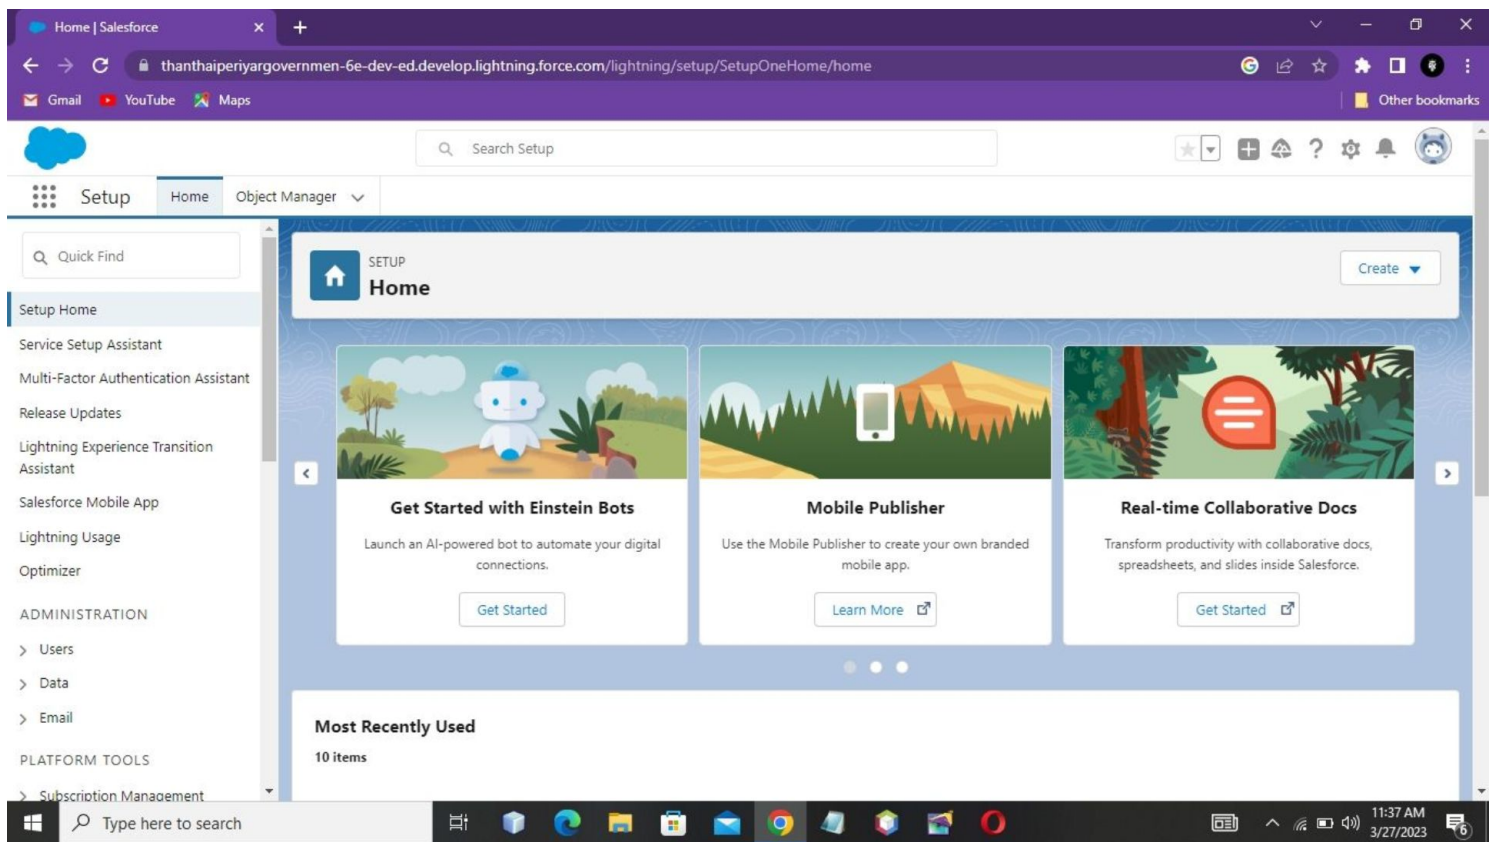 Home | Salesforce
thanthaiperiyargovernmen-6e-dev-ed.develop.lightning.force.com/lightning/setup/SetupOneHome/home
Gmail YouTube Maps Other bookmarks
Search Setup
Setup Home Object Manager
Quick Find
Setup Home
Service Setup Assistant
Multi-Factor Authentication Assistant
Release Updates
Lightning Experience Transition
Assistant
Salesforce Mobile App
Lightning Usage
Optimizer
ADMINISTRATION
Users
Data
Email
PLATFORM TOOLS
Subscription Management
SETUP
Home
Create
Get Started with Einstein Bots
Launch an AI-powered bot to automate your digital
connections.
Get Started
Mobile Publisher
Use the Mobile Publisher to create your own branded
mobile app.
Learn More
Real-time Collaborative Docs
Transform productivity with collaborative docs,
spreadsheets, and slides inside Salesforce.
Get Started
Most Recently Used
10 items
Type here to search
11:37 AM
3/27/2023
6